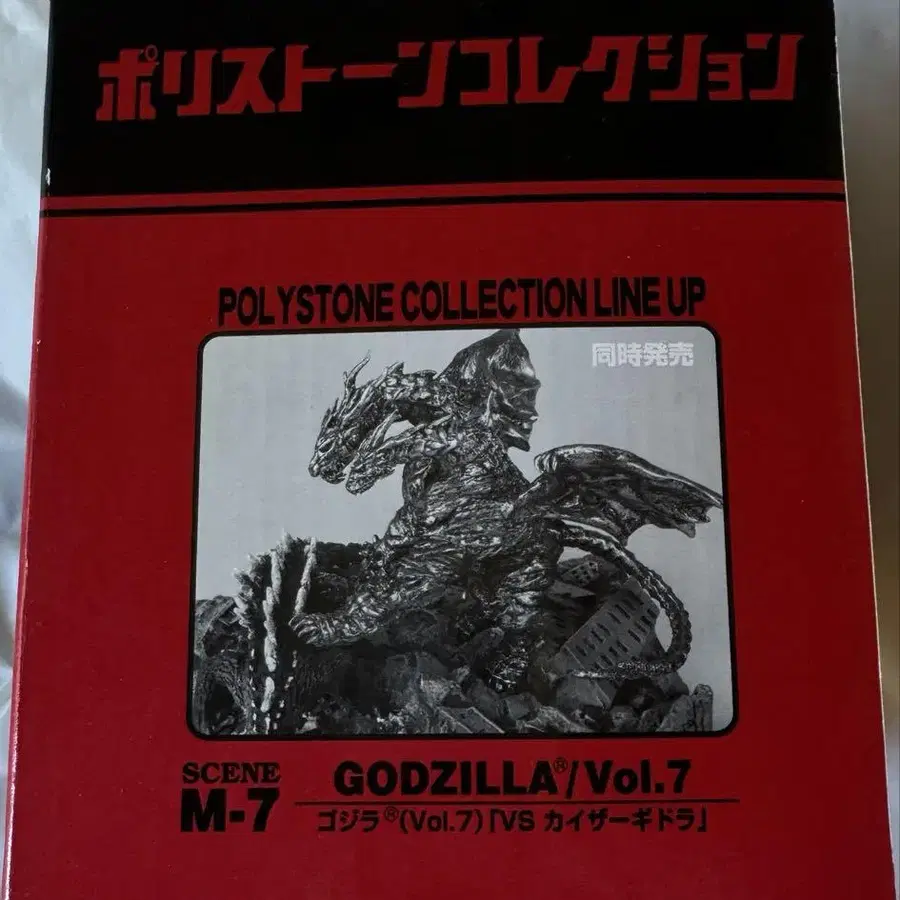 ポリストーンコレクション
POLYSTONE COLLECTION LINE UP
同時発売
SCENE
M-7
GODZILLA®/Vol.7
ゴジラ®(Vol.7)「VS カイザーギドラ」